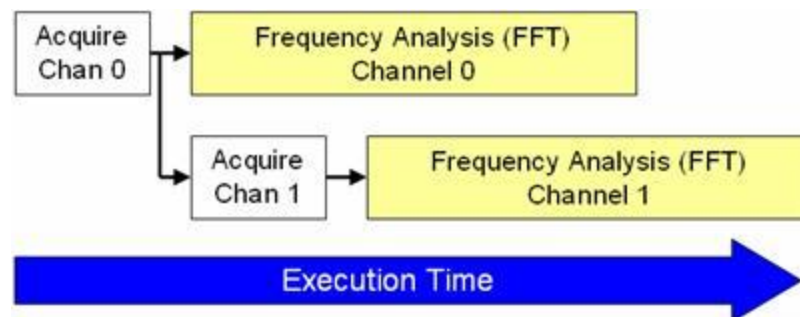 Acquire
Chan 0
Frequency Analysis (FFT)
Channel 0
Acquire
Chan 1
Frequency Analysis (FFT)
Channel 1
Execution Time